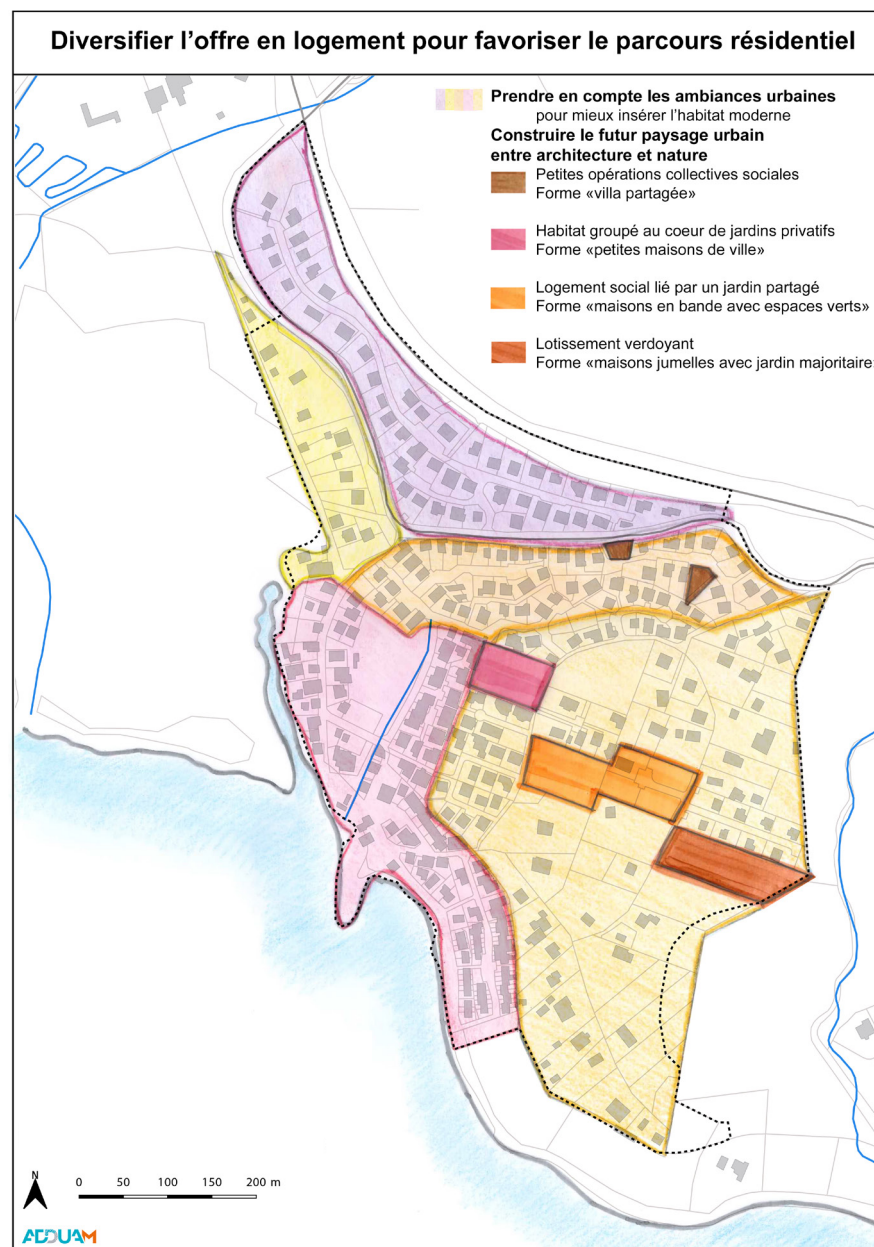 Diversifier l'offre en logement pour favoriser le parcours résidentiel
Prendre en compte les ambiances urbaines
pour mieux insérer l'habitat moderne
Construire le futur paysage urbain
entre architecture et nature
Petites opérations collectives sociales
Forme «villa partagée»
Habitat groupé au coeur de jardins privatifs
Forme «petites maisons de ville»
Logement social lié par un jardin partagé
Forme «maisons en bande avec espaces verts»
Lotissement verdoyant
Forme «maisons jumelles avec jardin majoritaire»
N
0 50 100 150 200 m
ADDUAM